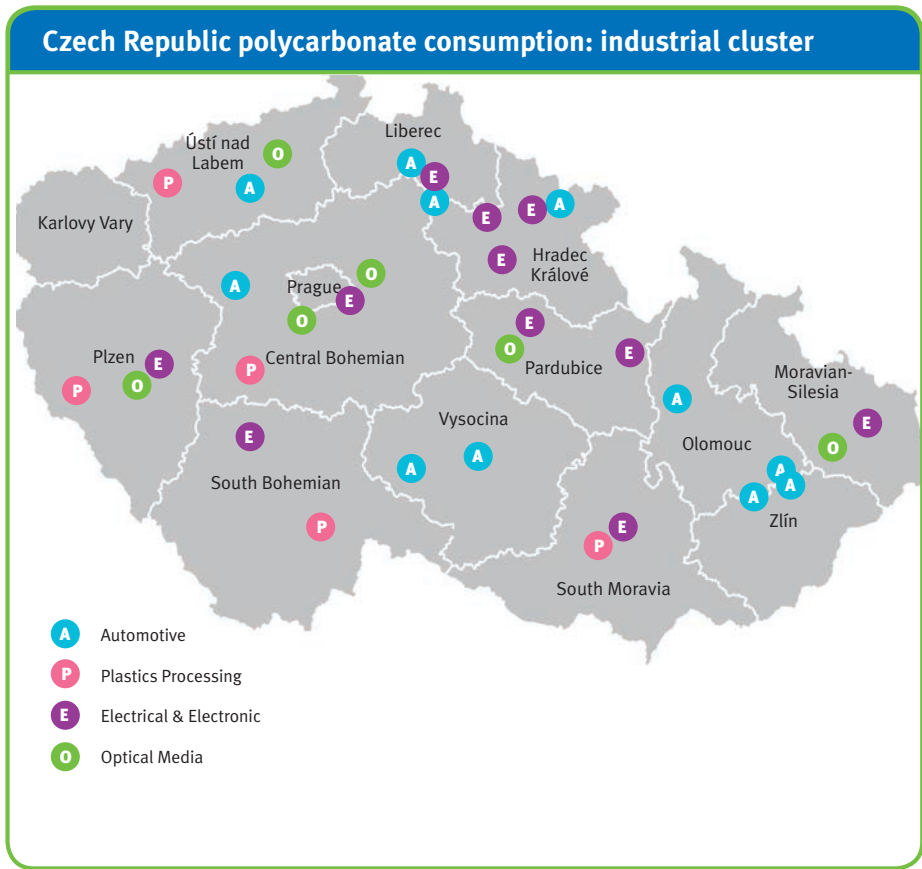 Czech Republic polycarbonate consumption: industrial cluster
Liberec
Ústí nad
Labem
O
A
P
E
A
A
E
E
A
Karlovy Vary
E
Hradec
Králové
O
Prague
A
E
O
E
Plzen
E
O
P
Central Bohemian
P
O
Pardubice
E
Moravian-
Silesia
A
Vysocina
E
E
South Bohemian
A
A
Olomouc
O
A
A
A
Zlín
P
E
P
South Moravia
A Automotive
P Plastics Processing
E Electrical & Electronic
O Optical Media